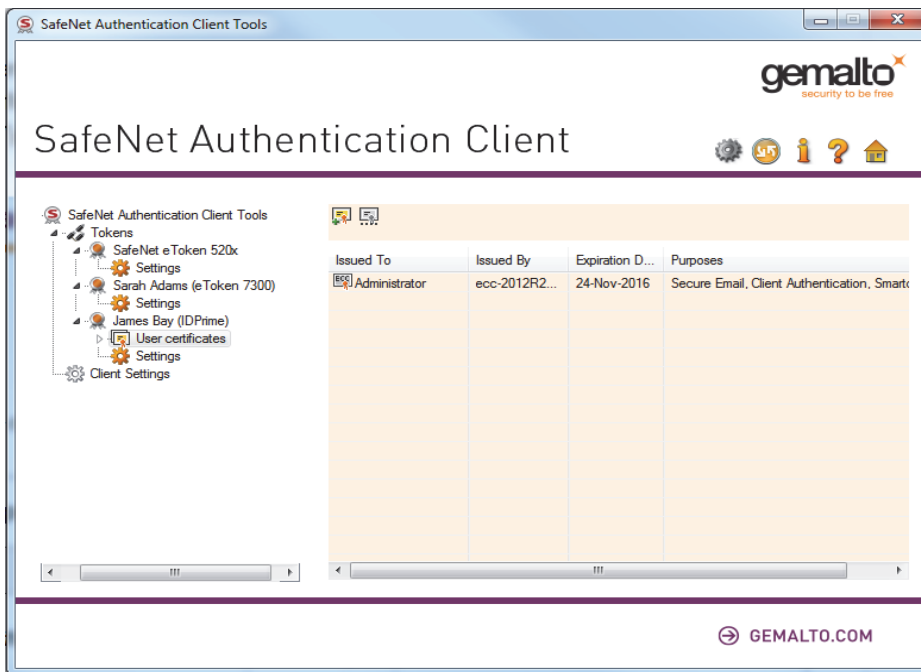 SafeNet Authentication Client Tools
gemalto
security to be free
SafeNet Authentication Client
SafeNet Authentication Client Tools
Tokens
SafeNet eToken 520x
Settings
Sarah Adams (eToken 7300)
Settings
James Bay (IDPrime)
User certificates
Settings
Client Settings
Issued To Issued By Expiration D... Purposes
ECC Administrator ecc-2012R2... 24-Nov-2016 Secure Email, Client Authentication, Smartc
GEMALTO.COM